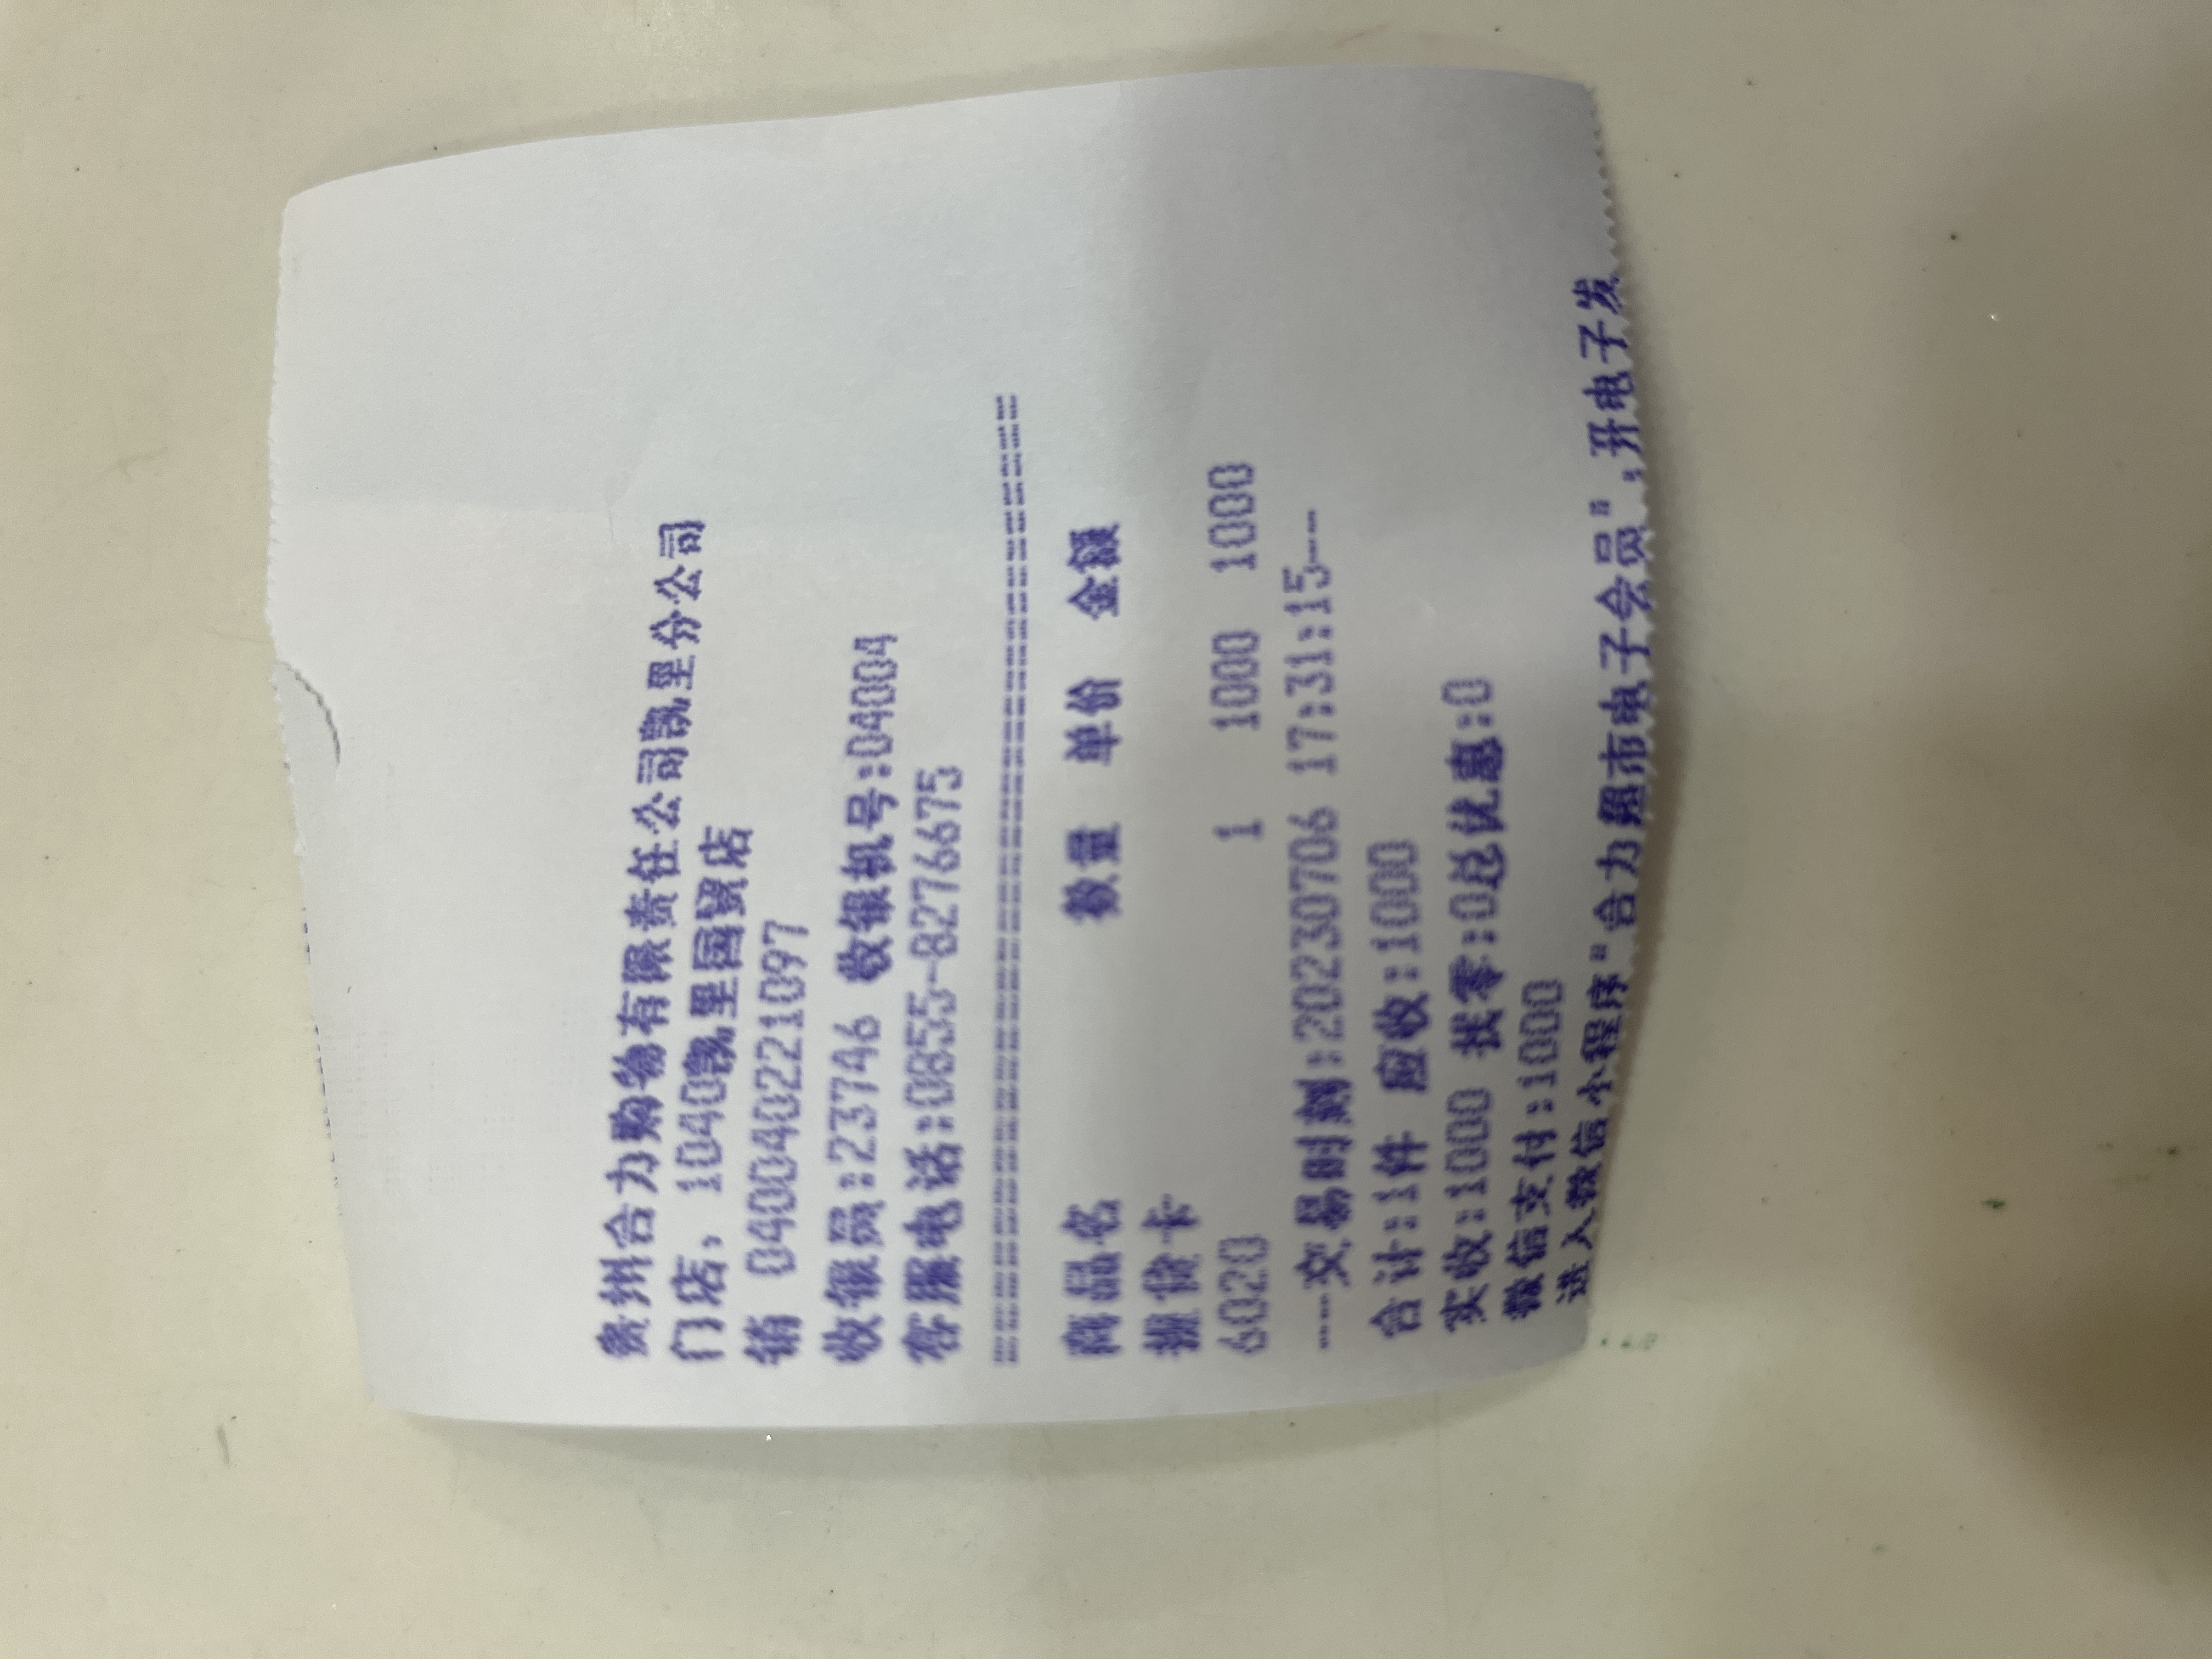 贵州合力购物有限责任公司凯里分公司
门店, 1040凯里国贸店
销 040040221097
收银员:23746 收银机号:04004
客服电话:0855-8276675
================================
商品名 数量 单价 金额
提货卡
6020 1 1000 1000
---交易时刻:20230706 17:31:15---
合计:1件 应收:1000
实收:1000 找零:0总优惠:0
微信支付:1000
进入微信小程序"合力超市电子会员",开电子发